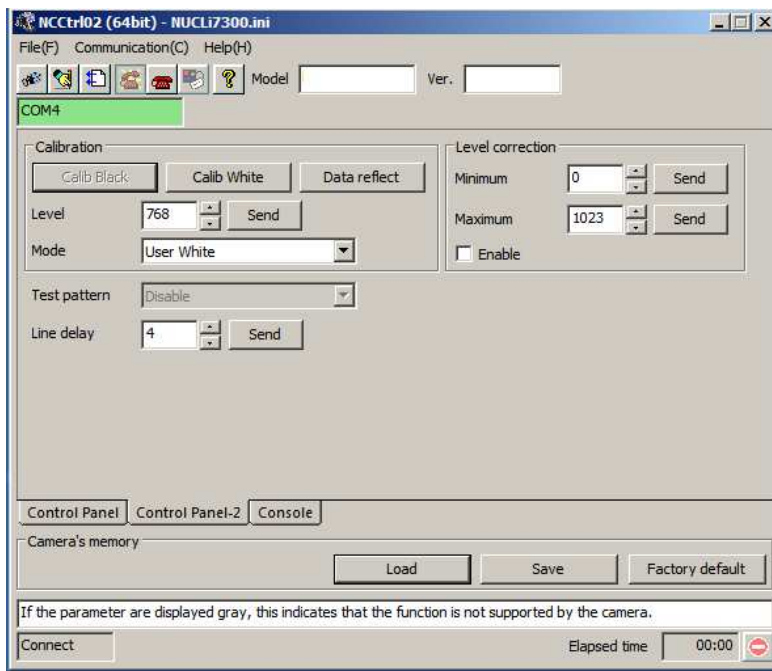 NCCtrl02 (64bit) - NUCLi7300.ini
File(F) Communication(C) Help(H)
Model Ver.
COM4
Calibration
Calib Black Calib White Data reflect
Level 768 Send
Mode User White
Level correction
Minimum 0 Send
Maximum 1023 Send
Enable
Test pattern Disable
Line delay 4 Send
Control Panel Control Panel-2 Console
Camera's memory
Load Save Factory default
If the parameter are displayed gray, this indicates that the function is not supported by the camera.
Connect Elapsed time 00:00